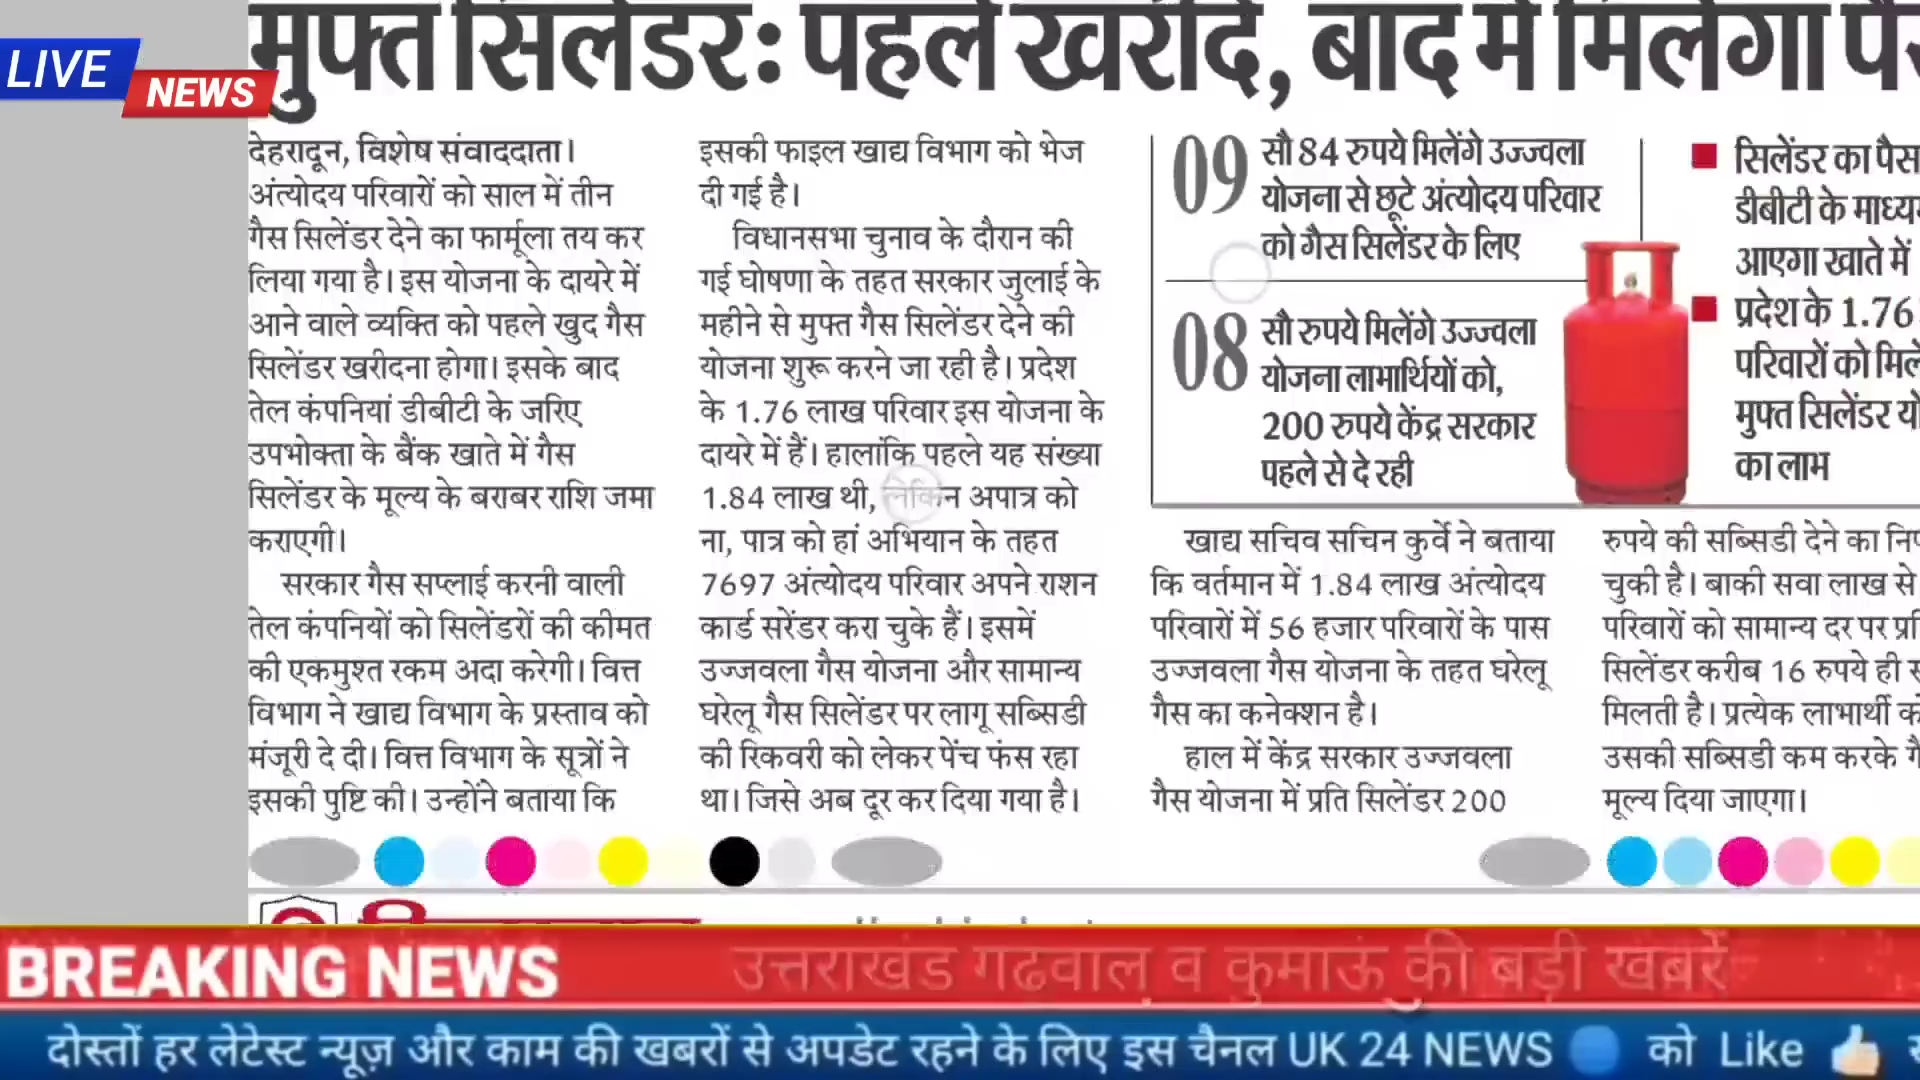 LIVE
NEWS
मुफ्त सिलेंडर: पहले खरीदें, बाद में मिलेगा
देहरादून, विशेष संवाददाता।
अंत्योदय परिवारों को साल में तीन
गैस सिलेंडर देने का फार्मूला तय कर
लिया गया है। इस योजना के दायरे में
आने वाले व्यक्ति को पहले खुद गैस
सिलेंडर खरीदना होगा। इसके बाद
तेल कंपनियां डीबीटी के जरिए
उपभोक्ता के बैंक खाते में गैस
सिलेंडर के मूल्य के बराबर राशि जमा
कराएगी।
सरकार गैस सप्लाई करनी वाली
तेल कंपनियों को सिलेंडरों की कीमत
की एकमुश्त रकम अदा करेगी। वित्त
विभाग ने खाद्य विभाग के प्रस्ताव को
मंजूरी दे दी। वित्त विभाग के सूत्रों ने
इसकी पुष्टि की। उन्होंने बताया कि
इसकी फाइल खाद्य विभाग को भेज
दी गई है।
विधानसभा चुनाव के दौरान की
गई घोषणा के तहत सरकार जुलाई के
महीने से मुफ्त गैस सिलेंडर देने की
योजना शुरू करने जा रही है। प्रदेश
के 1.76 लाख परिवार इस योजना के
दायरे में हैं। हालांकि पहले यह संख्या
1.84 लाख थी, लेकिन अपात्र को
ना, पात्र को हां अभियान के तहत
7697 अंत्योदय परिवार अपने राशन
कार्ड सरेंडर करा चुके हैं। इसमें
उज्जवला गैस योजना और सामान्य
घरेलू गैस सिलेंडर पर लागू सब्सिडी
की रिकवरी को लेकर पेंच फंस रहा
था। जिसे अब दूर कर दिया गया है।
09 सौ 84 रुपये मिलेंगे उज्ज्वला
योजना से छूटे अंत्योदय परिवार
को गैस सिलेंडर के लिए
08 सौ रुपये मिलेंगे उज्ज्वला
योजना लाभार्थियों को,
200 रुपये केंद्र सरकार
पहले से दे रही
सिलेंडर का पैस
डीबीटी के माध्यम
आएगा खाते में
प्रदेश के 1.76
परिवारों को मिले
मुफ्त सिलेंडर यो
का लाभ
खाद्य सचिव सचिन कुर्वे ने बताया
कि वर्तमान में 1.84 लाख अंत्योदय
परिवारों में 56 हजार परिवारों के पास
उज्जवला गैस योजना के तहत घरेलू
गैस का कनेक्शन है।
हाल में केंद्र सरकार उज्जवला
गैस योजना में प्रति सिलेंडर 200
रुपये की सब्सिडी देने का
चुकी है। बाकी सवा लाख से
परिवारों को सामान्य दर पर प्रति
सिलेंडर करीब 16 रुपये ही
मिलती है। प्रत्येक लाभार्थी को
उसकी सब्सिडी कम करके
मूल्य दिया जाएगा।
BREAKING NEWS उत्तराखंड गढवाल व कुमाऊं की बड़ी खबरें
दोस्तों हर लेटेस्ट न्यूज़ और काम की खबरों से अपडेट रहने के लिए इस चैनल UK 24 NEWS 🔵 को Like 👍🏻